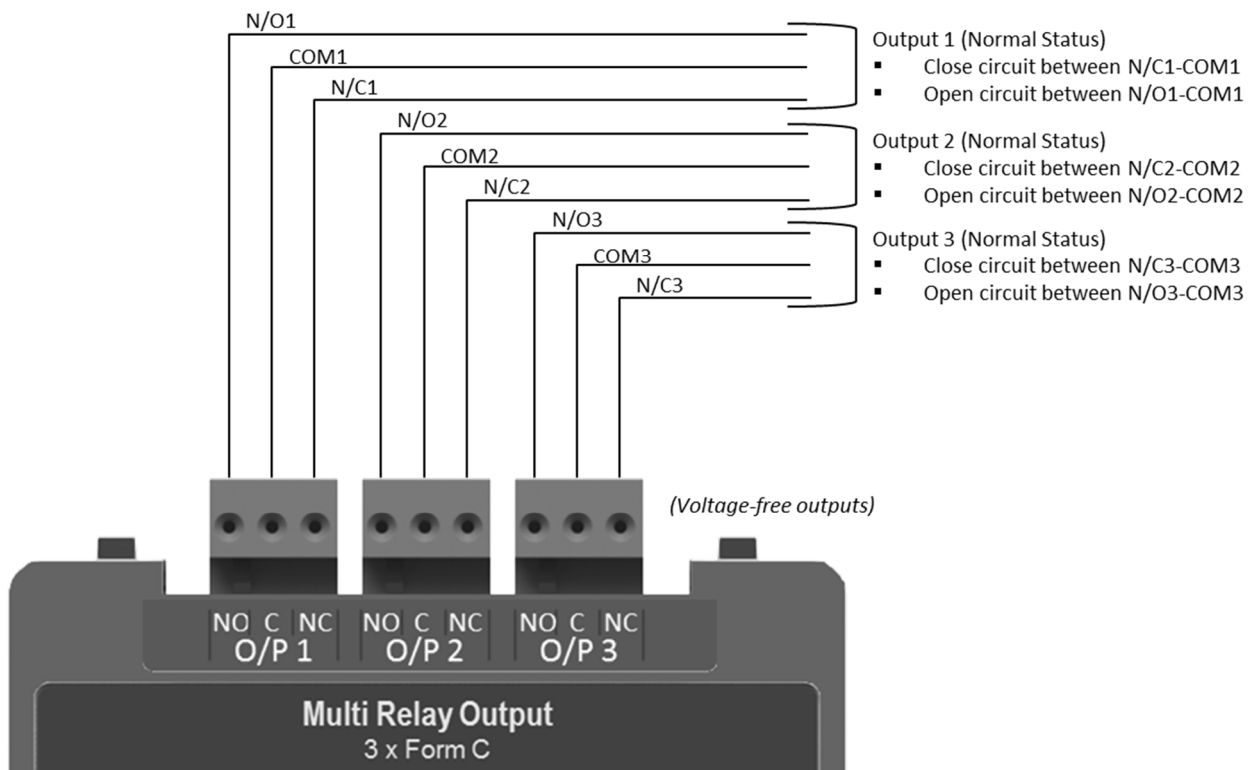 N/O1
COM1
N/C1
Output 1 (Normal Status)
▪ Close circuit between N/C1-COM1
▪ Open circuit between N/O1-COM1
N/O2
COM2
N/C2
Output 2 (Normal Status)
▪ Close circuit between N/C2-COM2
▪ Open circuit between N/O2-COM2
N/O3
COM3
N/C3
Output 3 (Normal Status)
▪ Close circuit between N/C3-COM3
▪ Open circuit between N/O3-COM3
(Voltage-free outputs)
NO C NC NO C NC NO C NC
O/P 1 O/P 2 O/P 3
Multi Relay Output
3 x Form C